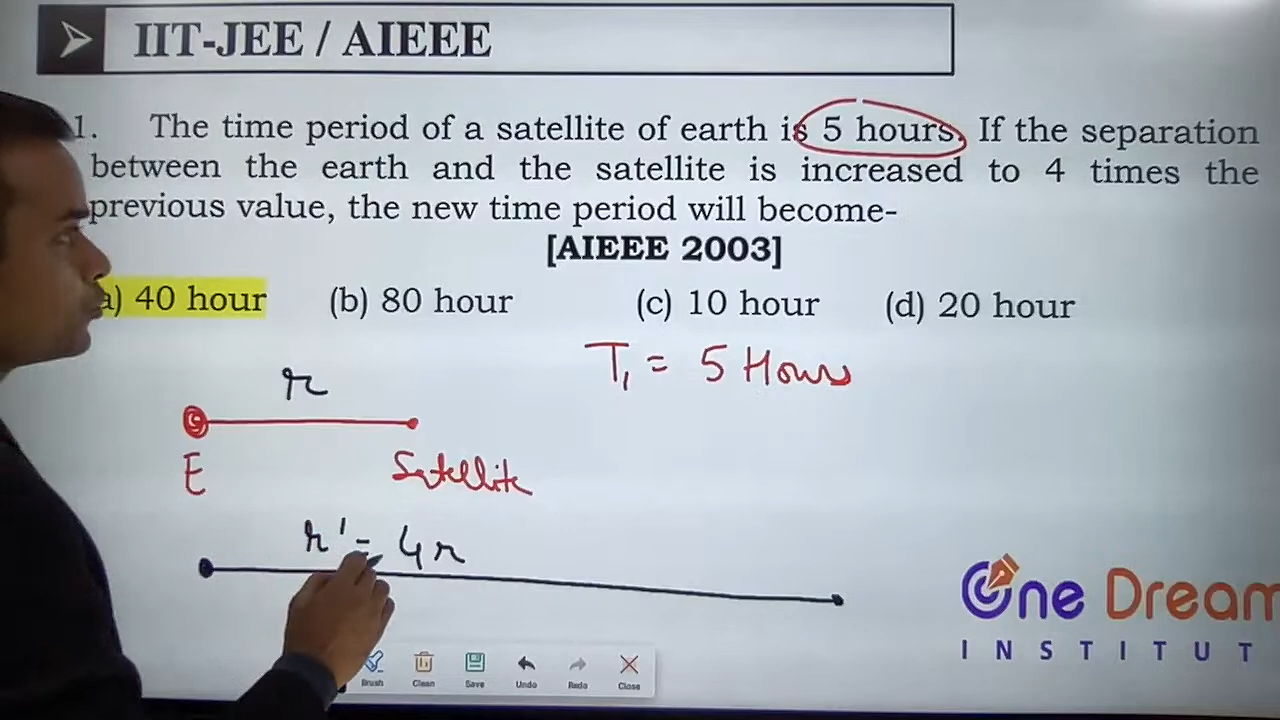 IIT-JEE / AIEEE
1. The time period of a satellite of earth is 5 hours. If the separation
between the earth and the satellite is increased to 4 times the
previous value, the new time period will become-
[AIEEE 2003]
a) 40 hour (b) 80 hour (c) 10 hour (d) 20 hour
T₁ = 5 Hours
r
E Satellite
r' = 4r
One Dream
INSTITUT
Brush Clean Save Undo Redo Close